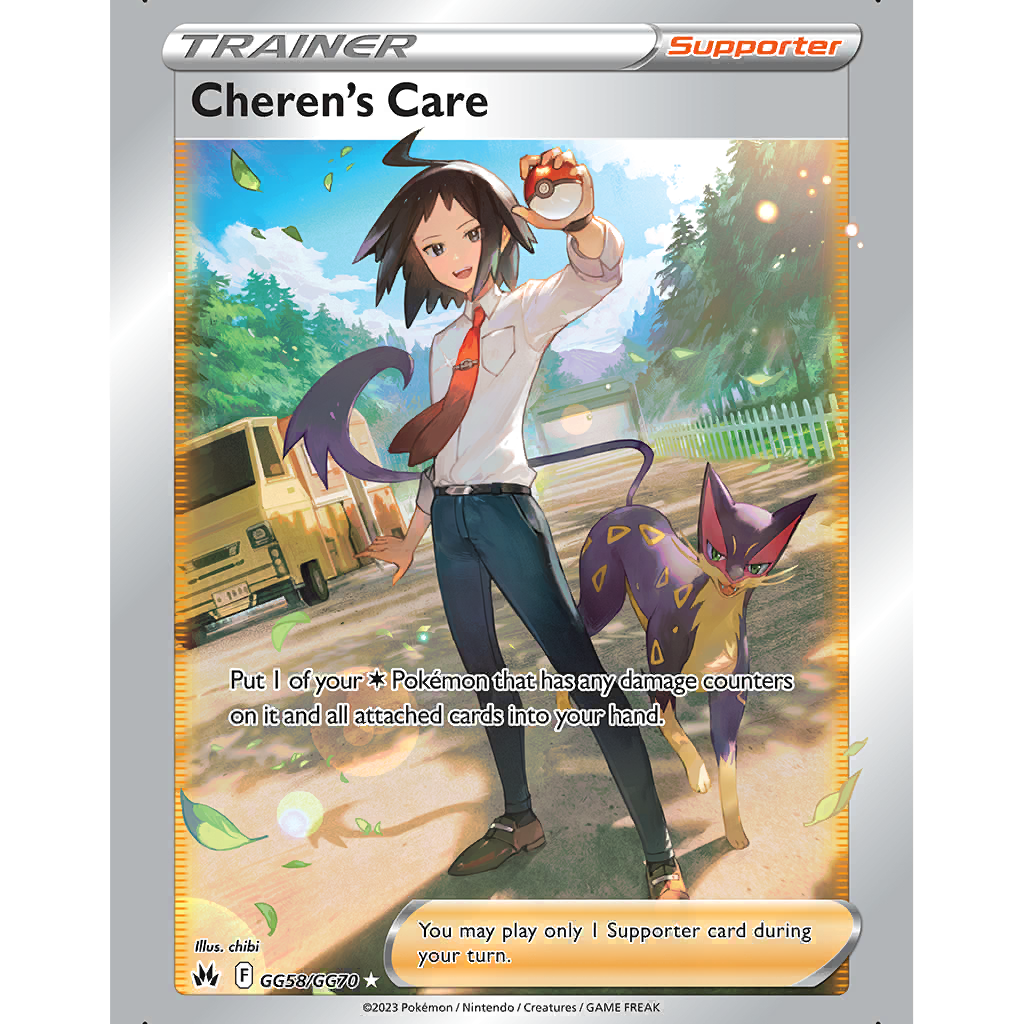 TRAINER Supporter
Cheren's Care
Put 1 of your Pokémon that has any damage counters
on it and all attached cards into your hand.
You may play only 1 Supporter card during
your turn.
Illus. chibi
F GG58/GG70
©2023 Pokémon / Nintendo / Creatures / GAME FREAK